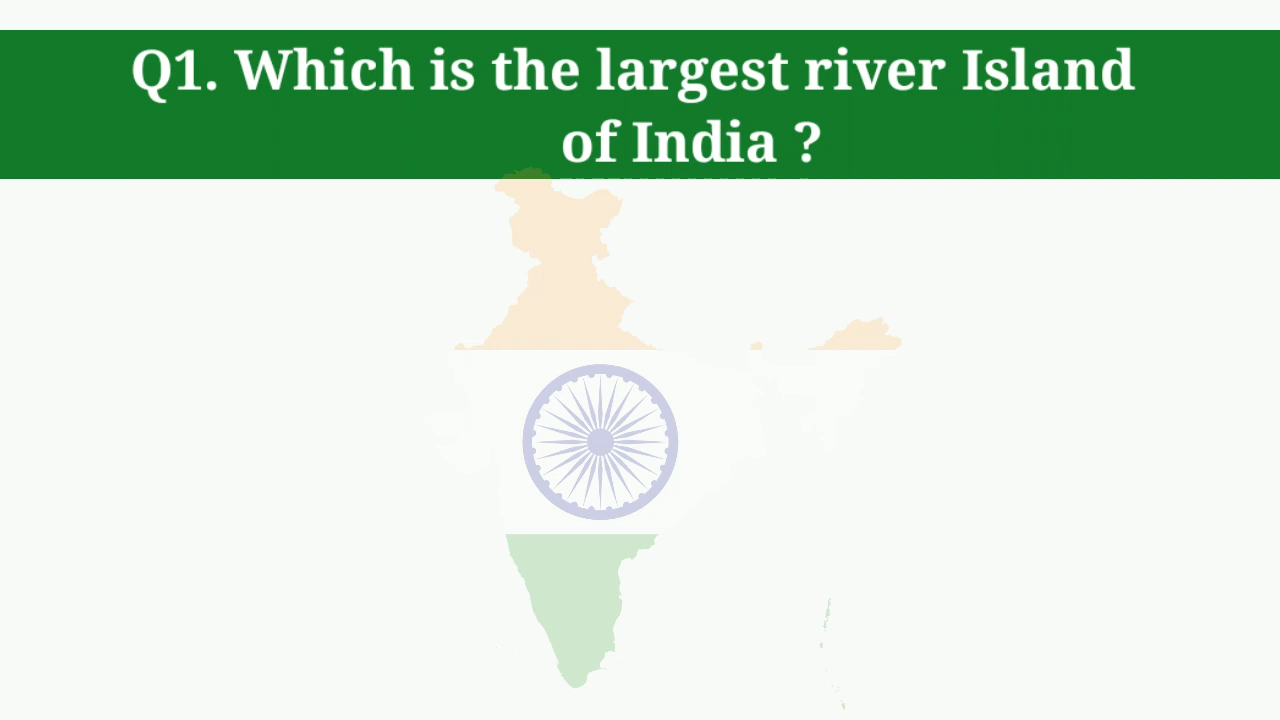 Q1. Which is the largest river Island
of India ?